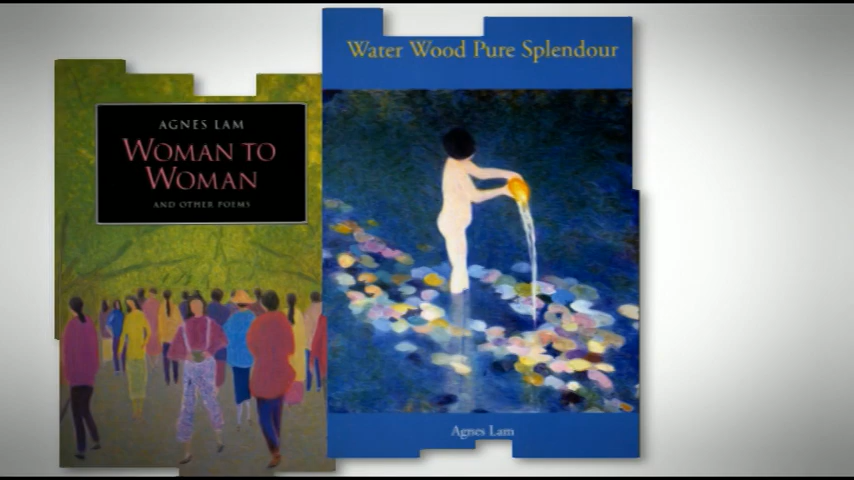 AGNES LAM
WOMAN TO
WOMAN
AND OTHER POEMS
Water Wood Pure Splendour
Agnes Lam